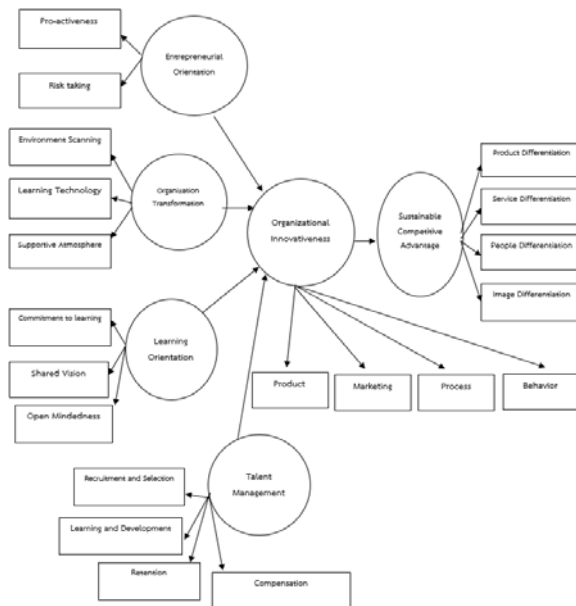 Pro-activeness
Risk taking
Entrepreneurial
Orientation
Environment Scanning
Learning Technology
Supportive Atmosphere
Organisation
Transformation
Organizational
Innovativeness
Sustainable
Competitive
Advantage
Product Differentiation
Service Differentiation
People Differentiation
Image Differentiation
Commitment to learning
Shared Vision
Open Mindedness
Learning
Orientation
Product
Marketing
Process
Behavior
Talent
Management
Recruitment and Selection
Learning and Development
Retension
Compensation